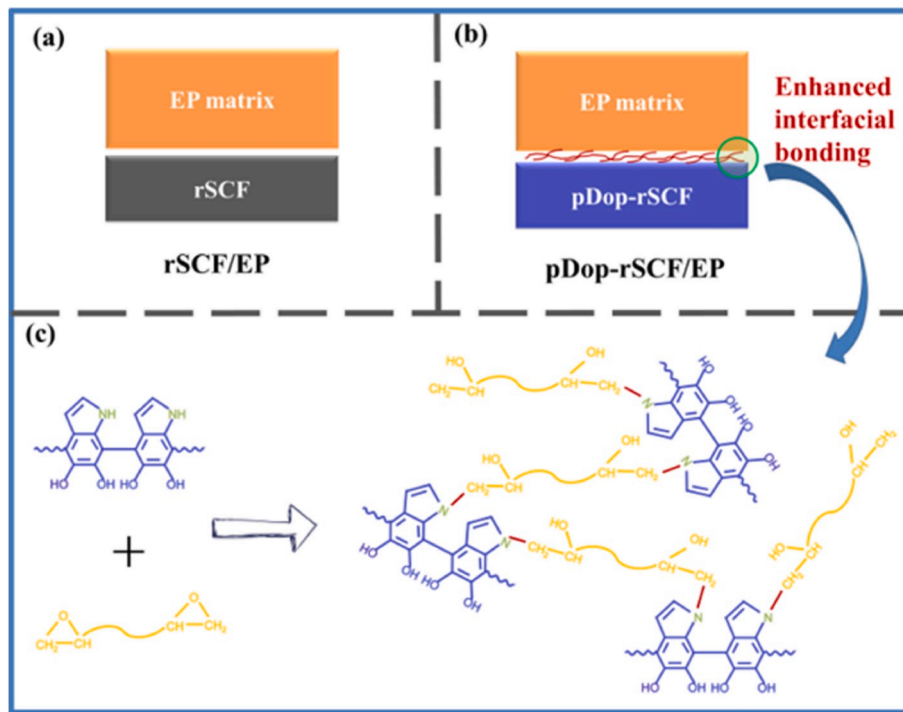 (a)
EP matrix
rSCF
rSCF/EP
(b)
EP matrix
pDop-rSCF
pDop-rSCF/EP
Enhanced
interfacial
bonding
(c)
NH NH
HO OH HO OH
+
O O
CH₂ CH CH CH₂
HO OH
CH₂ CH CH CH₂
N
HO
OH
HO
OH
N
HO OH
CH₂ CH CH CH₂
N
N
HO
OH
OH
HO
OH
HO OH
CH₂ CH CH CH₂
OH
CH CH₂
HO
CH
CH₂
N N
HO OH HO OH